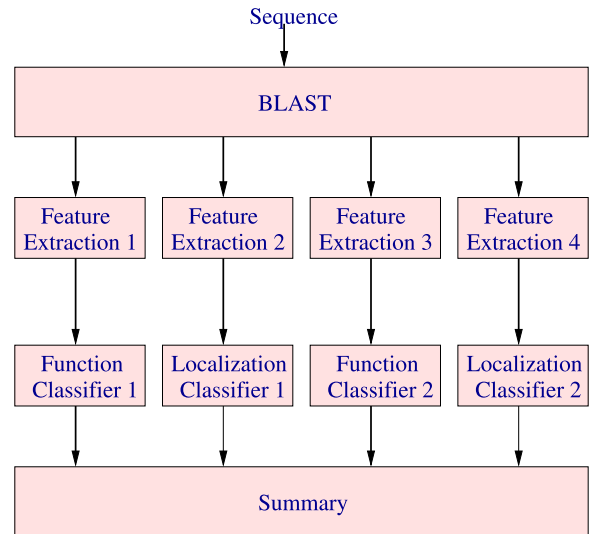 Sequence
BLAST
Feature
Extraction 1
Feature
Extraction 2
Feature
Extraction 3
Feature
Extraction 4
Function
Classifier 1
Localization
Classifier 1
Function
Classifier 2
Localization
Classifier 2
Summary